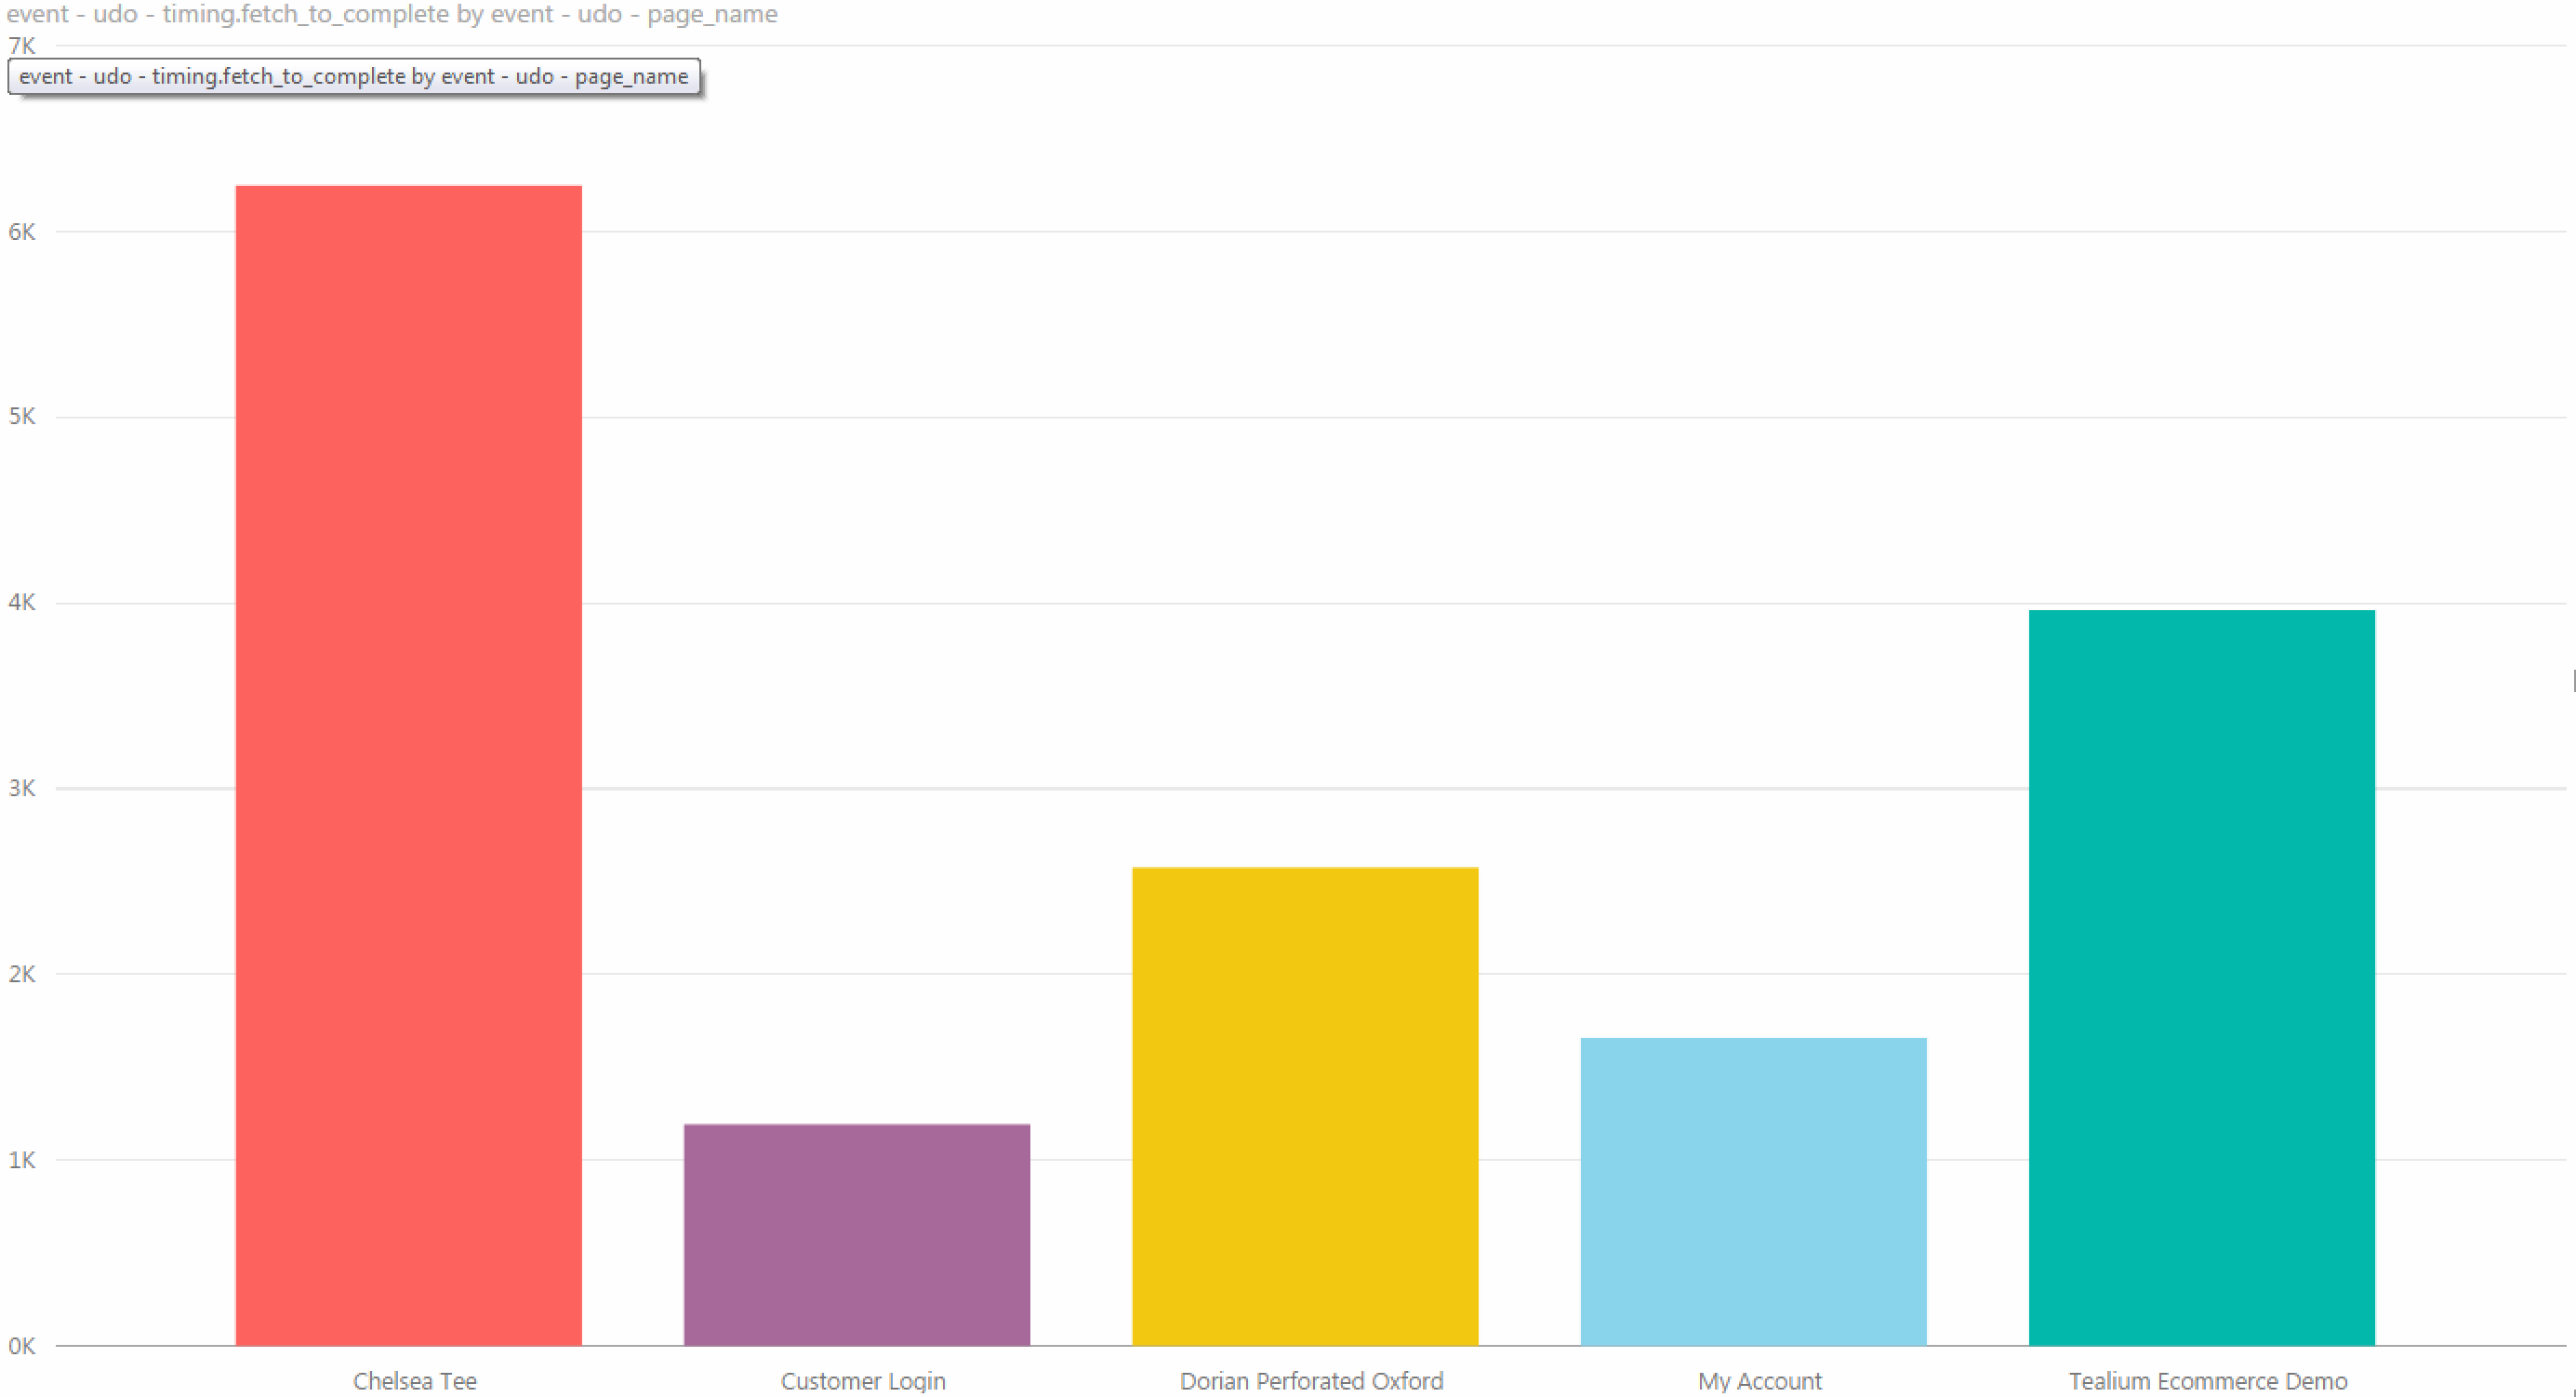 event - udo - timing.fetch_to_complete by event - udo - page_name
7K
event - udo - timing.fetch_to_complete by event - udo - page_name
6K
5K
4K
3K
2K
1K
0K
Chelsea Tee Customer Login Dorian Perforated Oxford My Account Tealium Ecommerce Demo